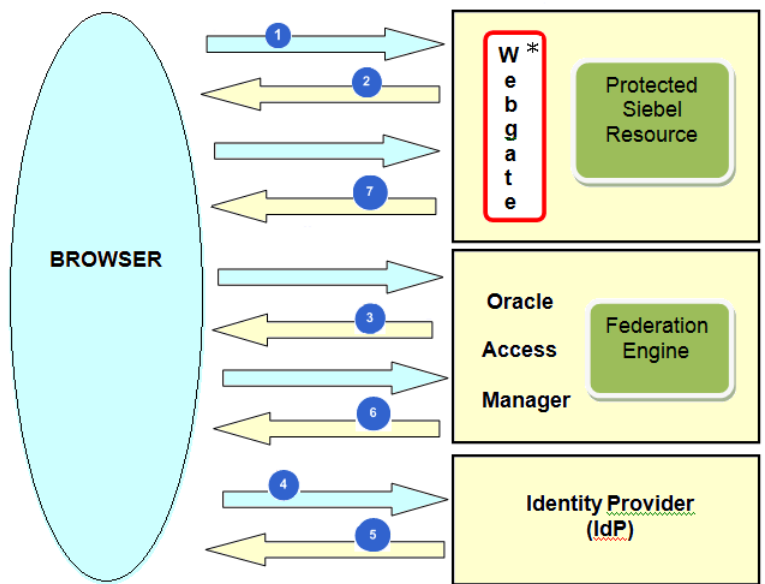 BROWSER
1
2
7
3
6
4
5
W *
e
b
g
a
t
e
Protected
Siebel
Resource
Oracle
Access
Manager
Federation
Engine
Identity Provider
(IdP)